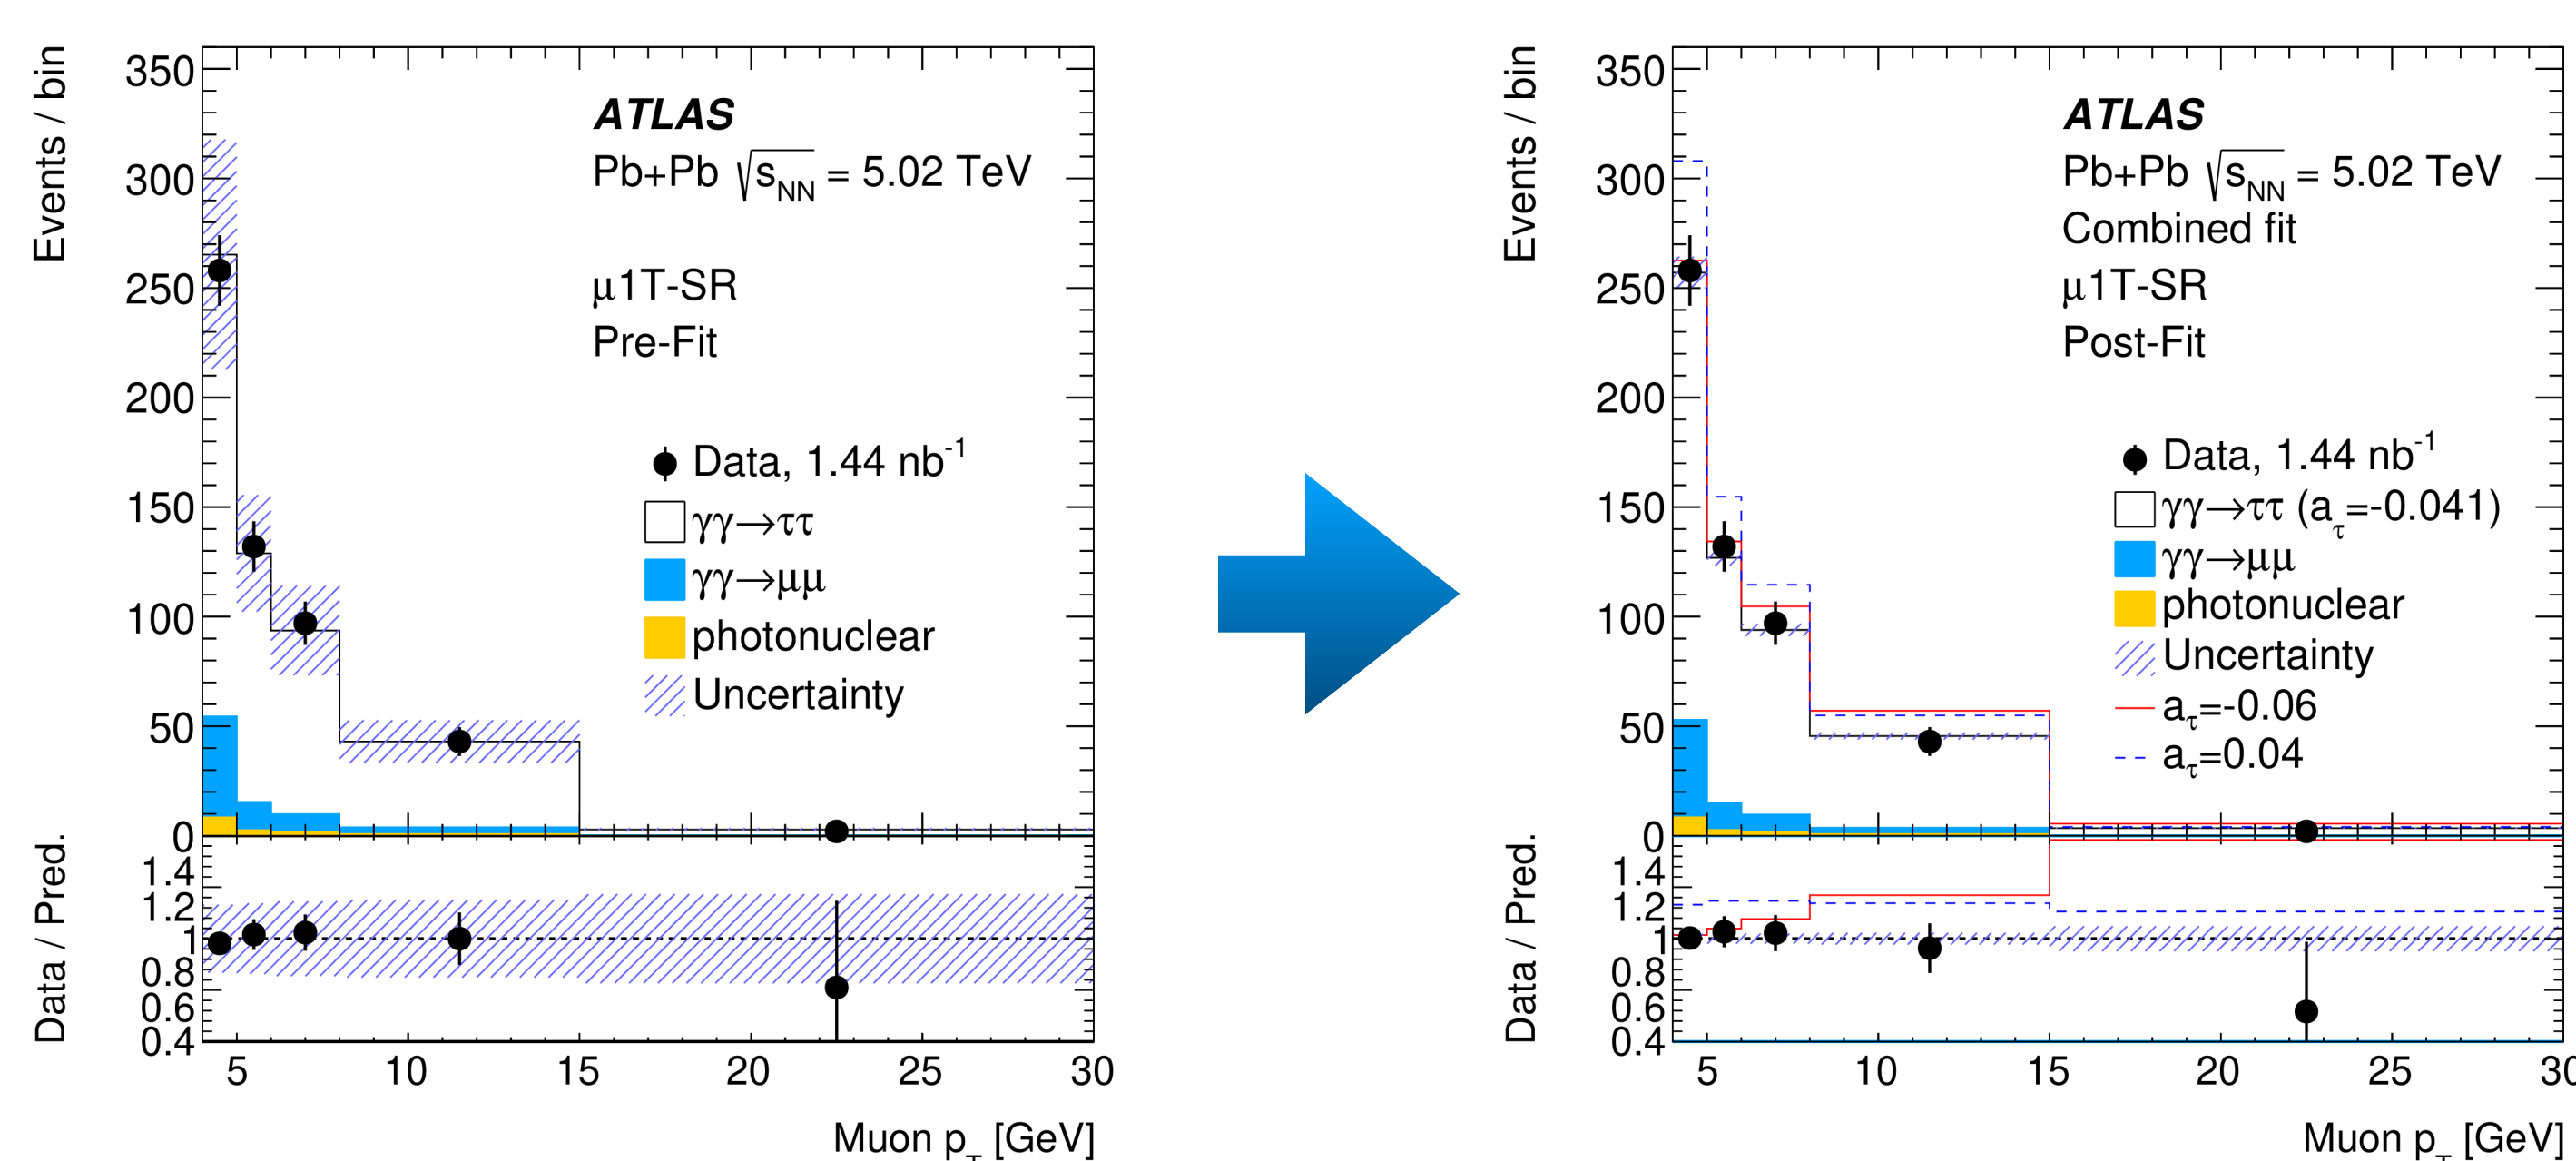 Events / bin
350
300
250
200
150
100
50
0
ATLAS
Pb+Pb √sNN = 5.02 TeV
μ1T-SR
Pre-Fit
Data, 1.44 nb-1
γγ→ττ
γγ→μμ
photonuclear
Uncertainty
Data / Pred.
1.4
1.2
1
0.8
0.6
0.4
5 10 15 20 25 30
Muon pT [GeV]
Events / bin
350
300
250
200
150
100
50
0
ATLAS
Pb+Pb √sNN = 5.02 TeV
Combined fit
μ1T-SR
Post-Fit
Data, 1.44 nb-1
γγ→ττ (aτ=-0.041)
γγ→μμ
photonuclear
Uncertainty
aτ=-0.06
aτ=0.04
Data / Pred.
1.4
1.2
1
0.8
0.6
0.4
5 10 15 20 25 30
Muon pT [GeV]